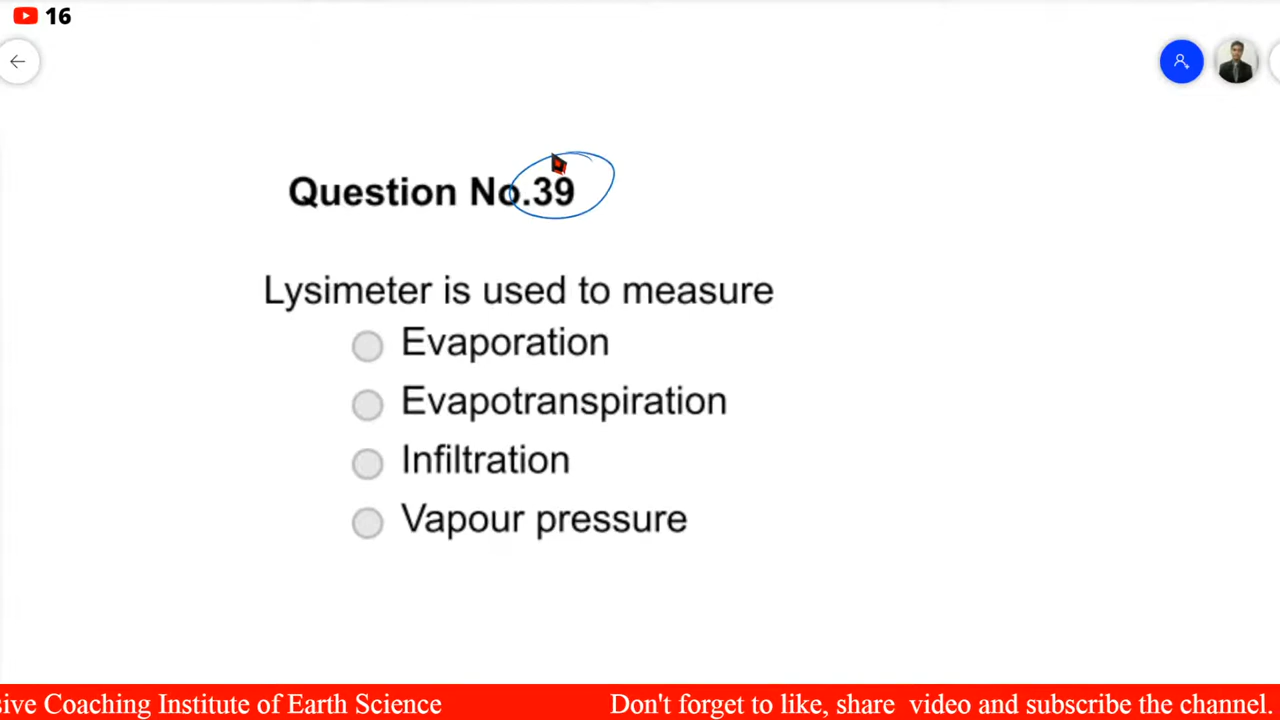 16
Question No.39
Lysimeter is used to measure
Evaporation
Evapotranspiration
Infiltration
Vapour pressure
Coaching Institute of Earth Science Don't forget to like, share video and subscribe the channel.